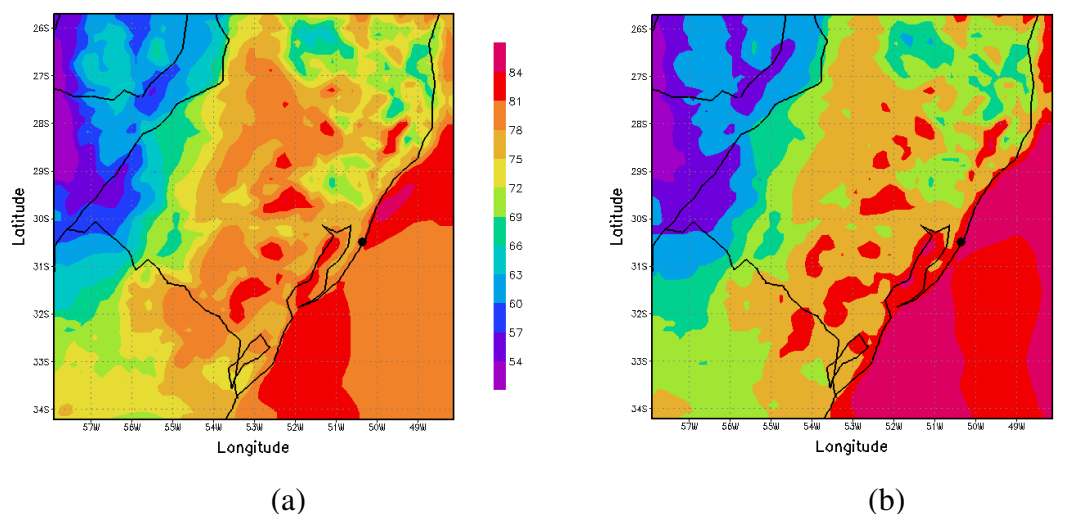 26S
27S
28S
29S
30S
31S
32S
33S
34S
Latitude
57W 56W 55W 54W 53W 52W 51W 50W 49W
Longitude
84
81
78
75
72
69
66
63
60
57
54
26S
27S
28S
29S
30S
31S
32S
33S
34S
Latitude
57W 56W 55W 54W 53W 52W 51W 50W 49W
Longitude
(a) (b)